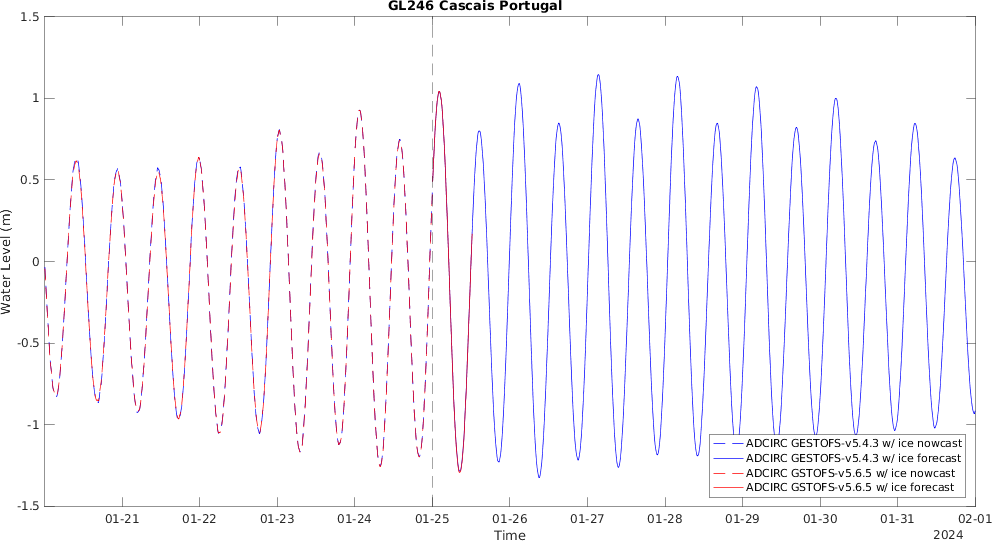 GL246 Cascais Portugal
1.5
1
0.5
0
-0.5
-1
-1.5
Water Level (m)
01-21 01-22 01-23 01-24 01-25 01-26 01-27 01-28 01-29 01-30 01-31 02-01
Time
2024
ADCIRC GESTOFS-v5.4.3 w/ ice nowcast
ADCIRC GESTOFS-v5.4.3 w/ ice forecast
ADCIRC GSTOFS-v5.6.5 w/ ice nowcast
ADCIRC GSTOFS-v5.6.5 w/ ice forecast